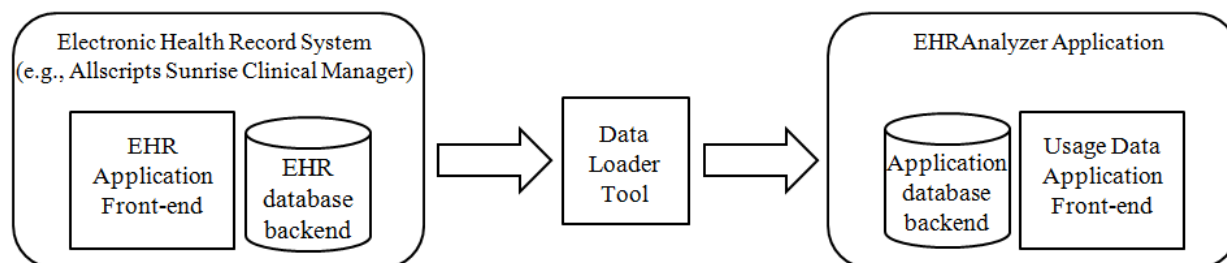 Electronic Health Record System
(e.g., Allscripts Sunrise Clinical Manager)
EHR
Application
Front-end
EHR
database
backend
Data
Loader
Tool
EHRAnalyzer Application
Application
database
backend
Usage Data
Application
Front-end